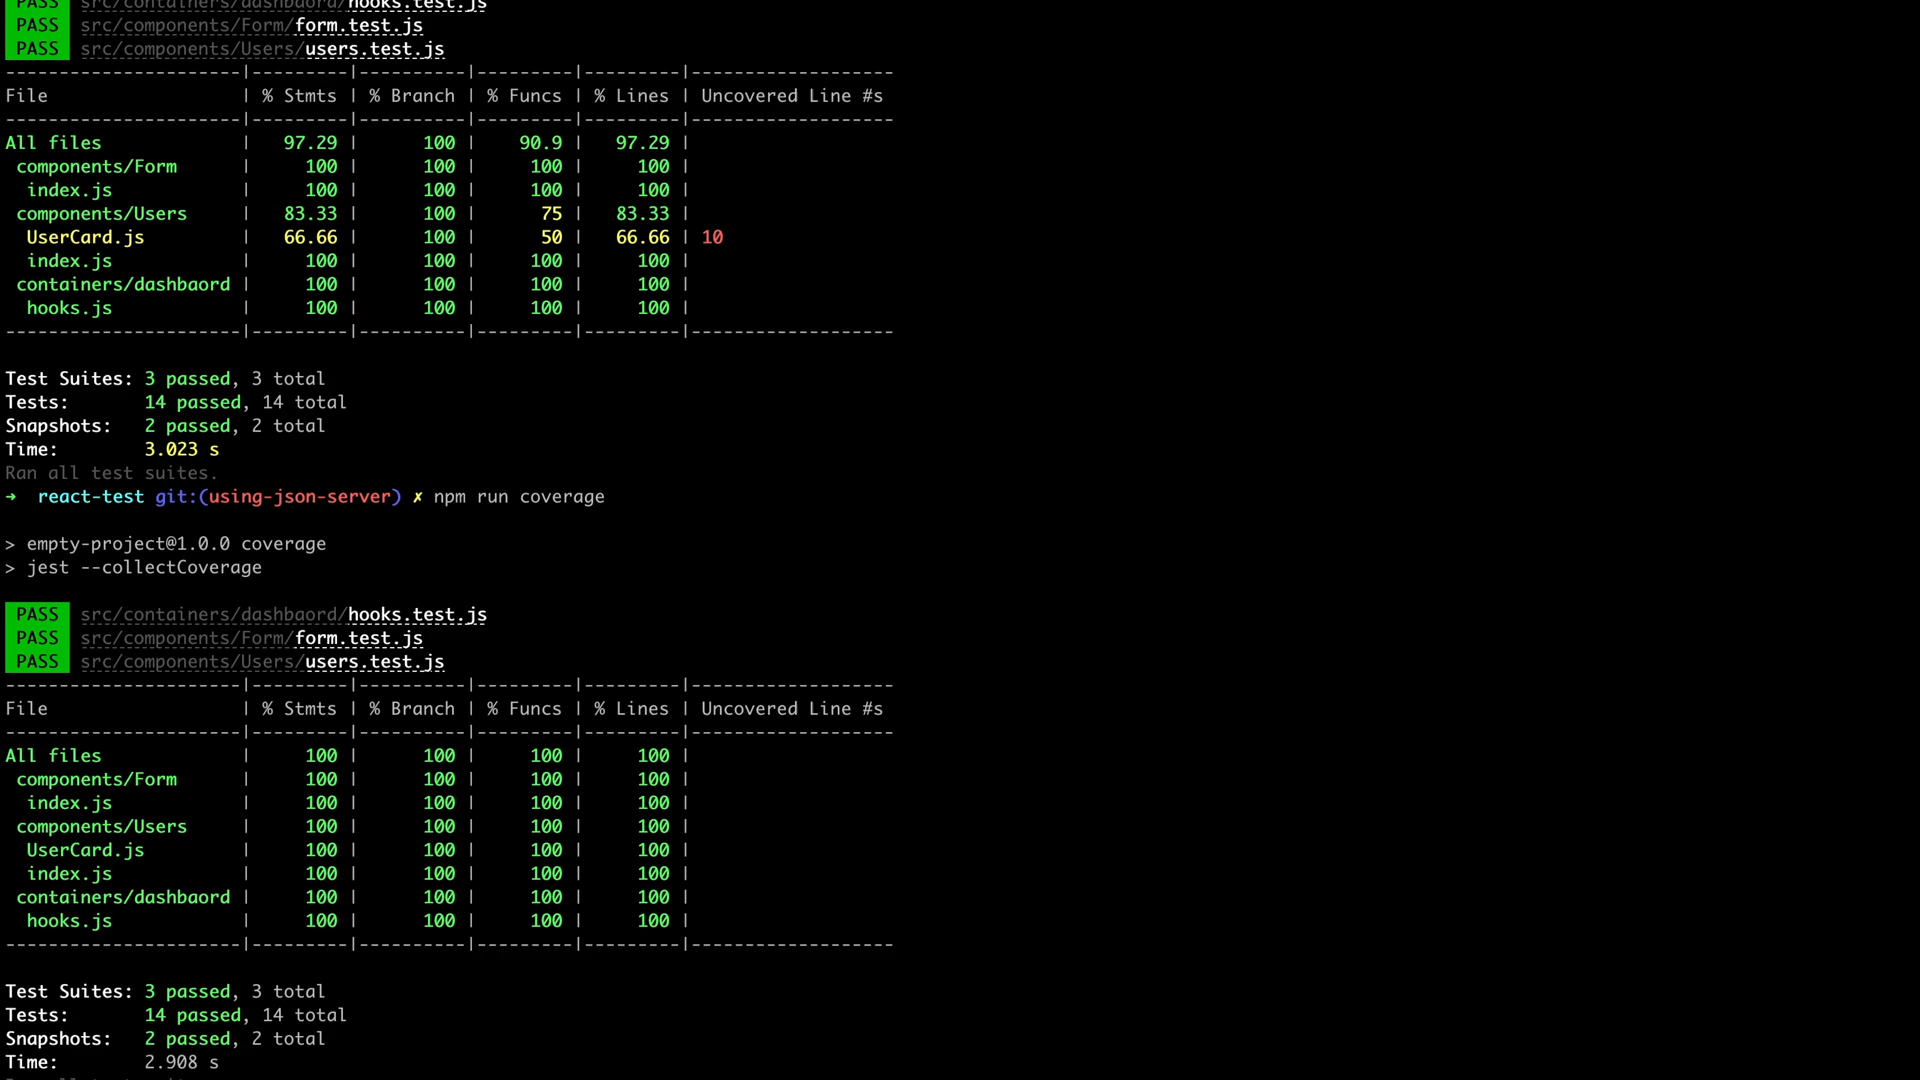 PASS src/containers/dashbaord/hooks.test.js
PASS src/components/Form/form.test.js
PASS src/components/Users/users.test.js
----------------------|---------|----------|---------|---------|-------------------
File                  | % Stmts | % Branch | % Funcs | % Lines | Uncovered Line #s
----------------------|---------|----------|---------|---------|-------------------
All files             |   97.29 |      100 |    90.9 |   97.29 |
 components/Form      |     100 |      100 |     100 |     100 |
  index.js            |     100 |      100 |     100 |     100 |
 components/Users     |   83.33 |      100 |      75 |   83.33 |
  UserCard.js         |   66.66 |      100 |      50 |   66.66 | 10
  index.js            |     100 |      100 |     100 |     100 |
 containers/dashbaord |     100 |      100 |     100 |     100 |
  hooks.js            |     100 |      100 |     100 |     100 |
----------------------|---------|----------|---------|---------|-------------------
Test Suites: 3 passed, 3 total
Tests:       14 passed, 14 total
Snapshots:   2 passed, 2 total
Time:        3.023 s
Ran all test suites.
➜  react-test git:(using-json-server) ✗ npm run coverage
> empty-project@1.0.0 coverage
> jest --collectCoverage
PASS src/containers/dashbaord/hooks.test.js
PASS src/components/Form/form.test.js
PASS src/components/Users/users.test.js
----------------------|---------|----------|---------|---------|-------------------
File                  | % Stmts | % Branch | % Funcs | % Lines | Uncovered Line #s
----------------------|---------|----------|---------|---------|-------------------
All files             |     100 |      100 |     100 |     100 |
 components/Form      |     100 |      100 |     100 |     100 |
  index.js            |     100 |      100 |     100 |     100 |
 components/Users     |     100 |      100 |     100 |     100 |
  UserCard.js         |     100 |      100 |     100 |     100 |
  index.js            |     100 |      100 |     100 |     100 |
 containers/dashbaord |     100 |      100 |     100 |     100 |
  hooks.js            |     100 |      100 |     100 |     100 |
----------------------|---------|----------|---------|---------|-------------------
Test Suites: 3 passed, 3 total
Tests:       14 passed, 14 total
Snapshots:   2 passed, 2 total
Time:        2.908 s